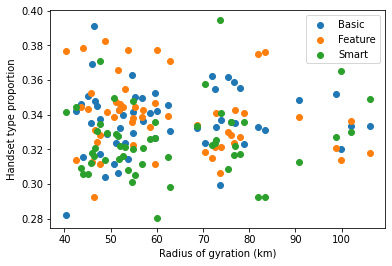 0.40
0.38
0.36
0.34
0.32
0.30
0.28
Handset type proportion
Basic
Feature
Smart
40
50
60
70
80
90
100
Radius of gyration (km)